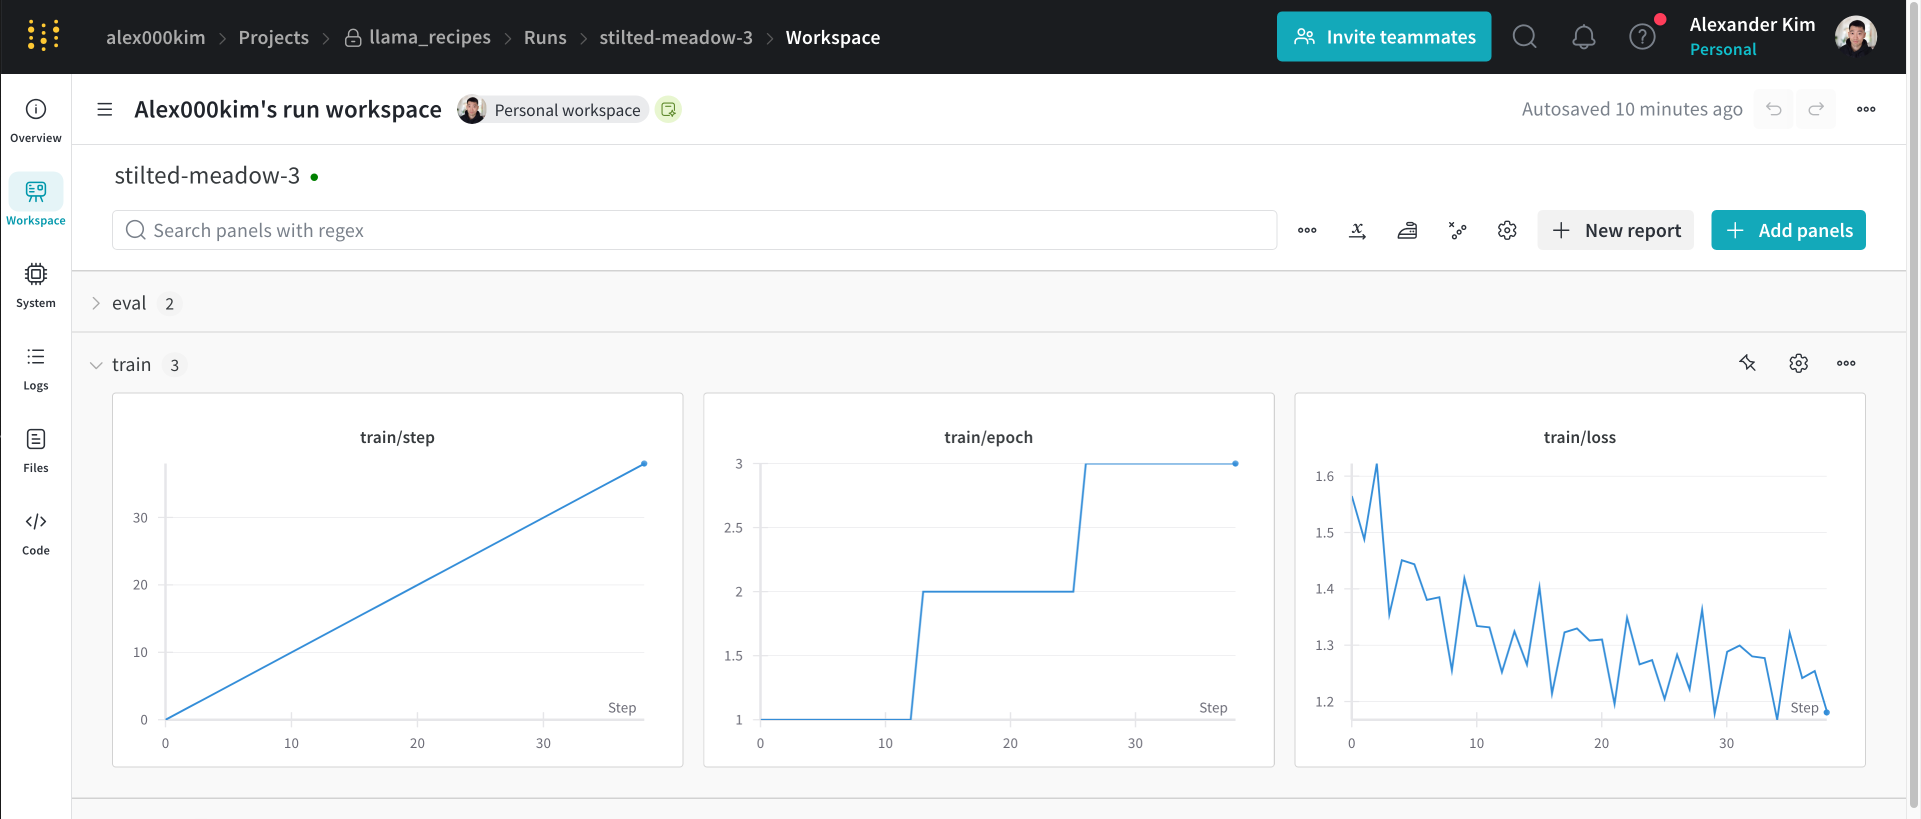 alex000kim > Projects > llama_recipes > Runs > stilted-meadow-3 > Workspace
Invite teammates
Alexander Kim
Personal
Overview
Workspace
System
Logs
Files
Code
Alex000kim's run workspace
Personal workspace
Autosaved 10 minutes ago
stilted-meadow-3
Search panels with regex
New report
Add panels
eval 2
train 3
train/step
30
20
10
0
0 10 20 30
Step
train/epoch
3
2.5
2
1.5
1
0 10 20 30
Step
train/loss
1.6
1.5
1.4
1.3
1.2
0 10 20 30
Step